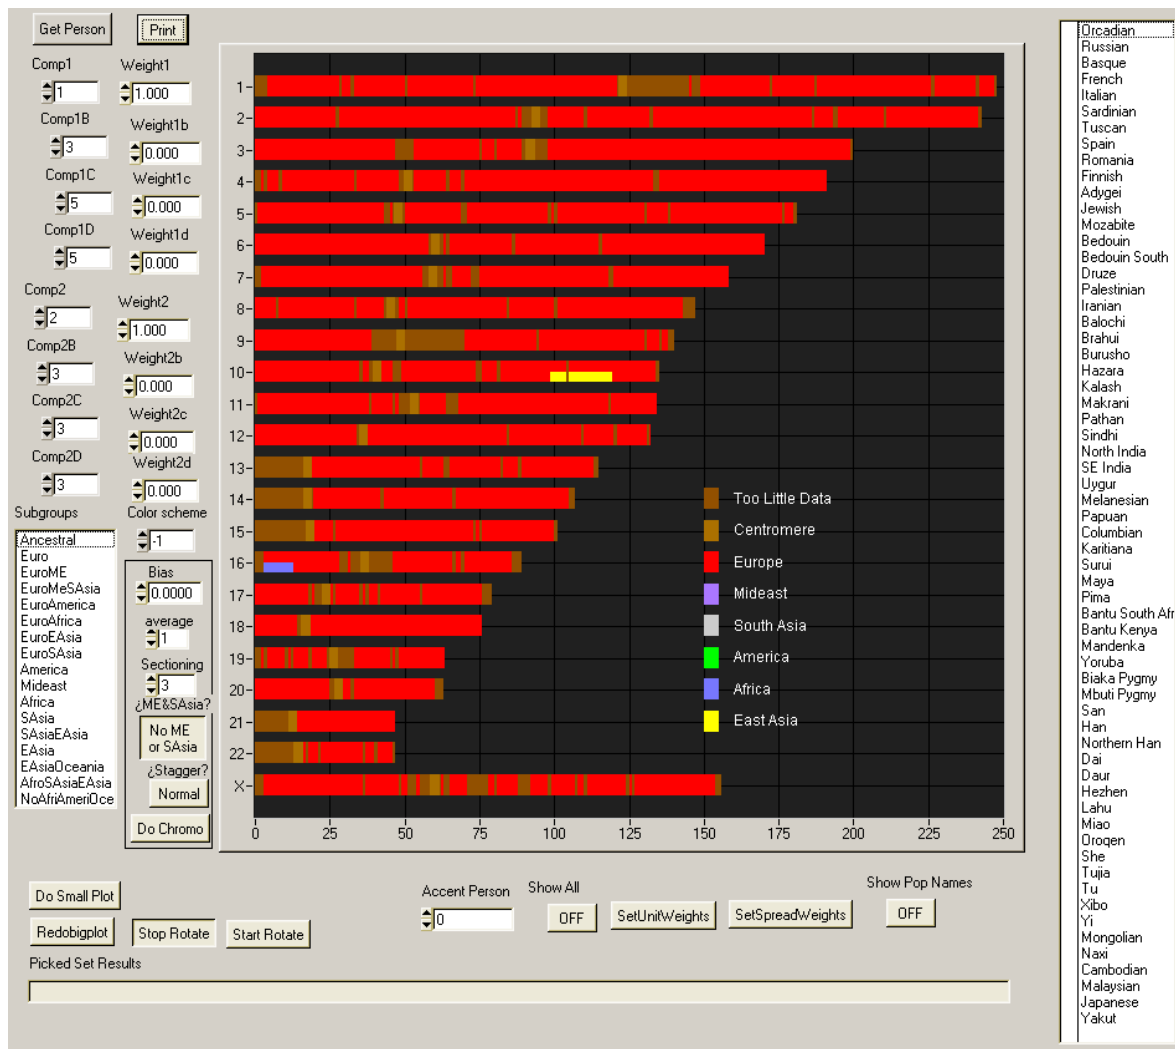 Get Person
Print
Comp1
Weight1
1
1.000
Comp1B
Weight1b
3
0.000
Comp1C
Weight1c
5
0.000
Comp1D
Weight1d
5
0.000
Comp2
Weight2
2
1.000
Comp2B
Weight2b
3
0.000
Comp2C
Weight2c
3
0.000
Comp2D
Weight2d
3
0.000
Subgroups
Color scheme
-1
Ancestral
Euro
EuroME
EuroMeSAsia
EuroAmerica
EuroAfrica
EuroEAsia
EuroSAsia
America
Mideast
Africa
SAsia
SAsiaEAsia
EAsia
EAsiaOceania
AfroSAsiaEAsia
NoAfriAmeriOce
Bias
0.0000
average
1
Sectioning
3
¿ME&SAsia?
No ME
or SAsia
¿Stagger?
Normal
Do Chromo
1
2
3
4
5
6
7
8
9
10
11
12
13
14
15
16
17
18
19
20
21
22
X
0 25 50 75 100 125 150 175 200 225 250
Too Little Data
Centromere
Europe
Mideast
South Asia
America
Africa
East Asia
Do Small Plot
Redobigplot
Stop Rotate
Start Rotate
Accent Person
0
Show All
OFF
SetUnitWeights
SetSpreadWeights
Show Pop Names
OFF
Picked Set Results
Orcadian
Russian
Basque
French
Italian
Sardinian
Tuscan
Spain
Romania
Finnish
Adygei
Jewish
Mozabite
Bedouin
Bedouin South
Druze
Palestinian
Iranian
Balochi
Brahui
Burusho
Hazara
Kalash
Makrani
Pathan
Sindhi
North India
SE India
Uygur
Melanesian
Papuan
Columbian
Karitiana
Surui
Maya
Pima
Bantu South Afr
Bantu Kenya
Mandenka
Yoruba
Biaka Pygmy
Mbuti Pygmy
San
Han
Northern Han
Dai
Daur
Hezhen
Lahu
Miao
Oroqen
She
Tujia
Tu
Xibo
Yi
Mongolian
Naxi
Cambodian
Malaysian
Japanese
Yakut